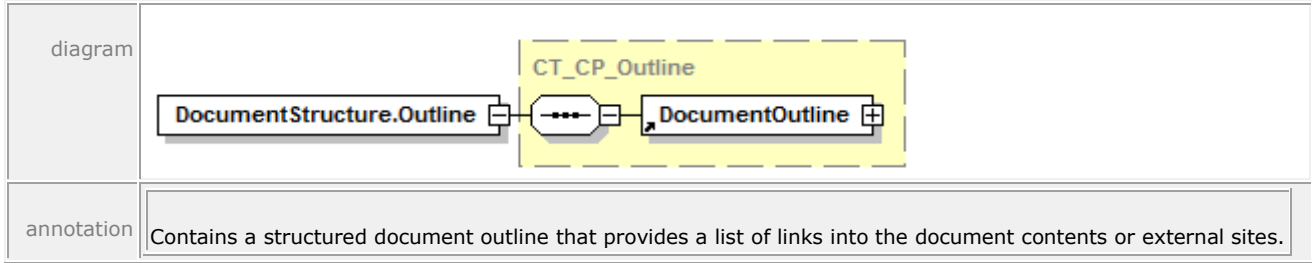 diagram
CT_CP_Outline
DocumentStructure.Outline
DocumentOutline
annotation
Contains a structured document outline that provides a list of links into the document contents or external sites.